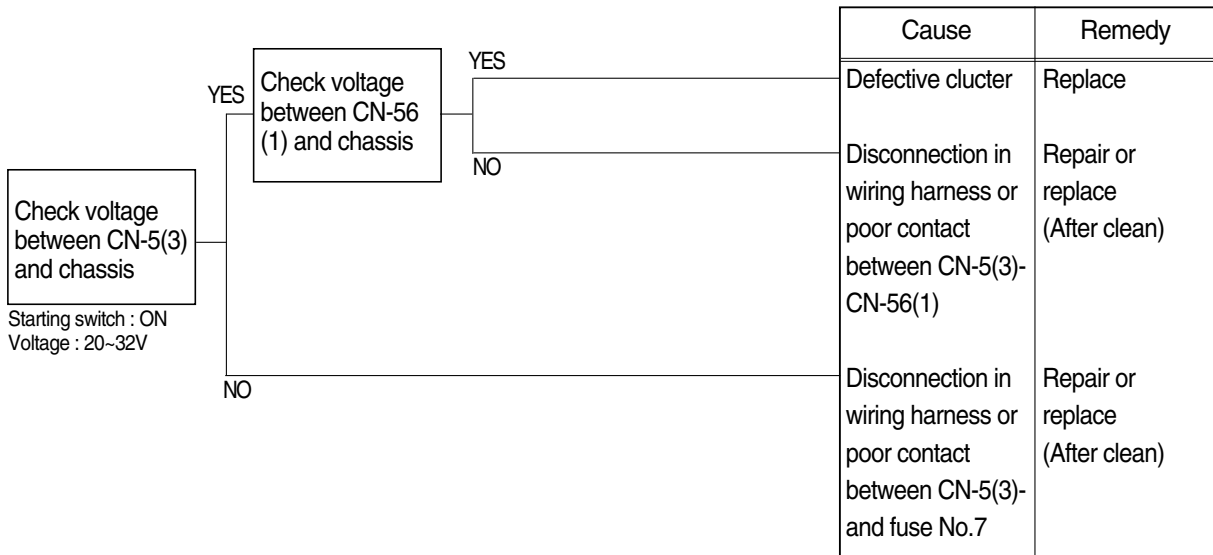 Check voltage
between CN-5(3)
and chassis
Starting switch : ON
Voltage : 20~32V
YES
Check voltage
between CN-56
(1) and chassis
YES
NO
NO
Cause
Remedy
Defective clucter
Replace
Disconnection in
wiring harness or
poor contact
between CN-5(3)-
CN-56(1)
Repair or
replace
(After clean)
Disconnection in
wiring harness or
poor contact
between CN-5(3)-
and fuse No.7
Repair or
replace
(After clean)